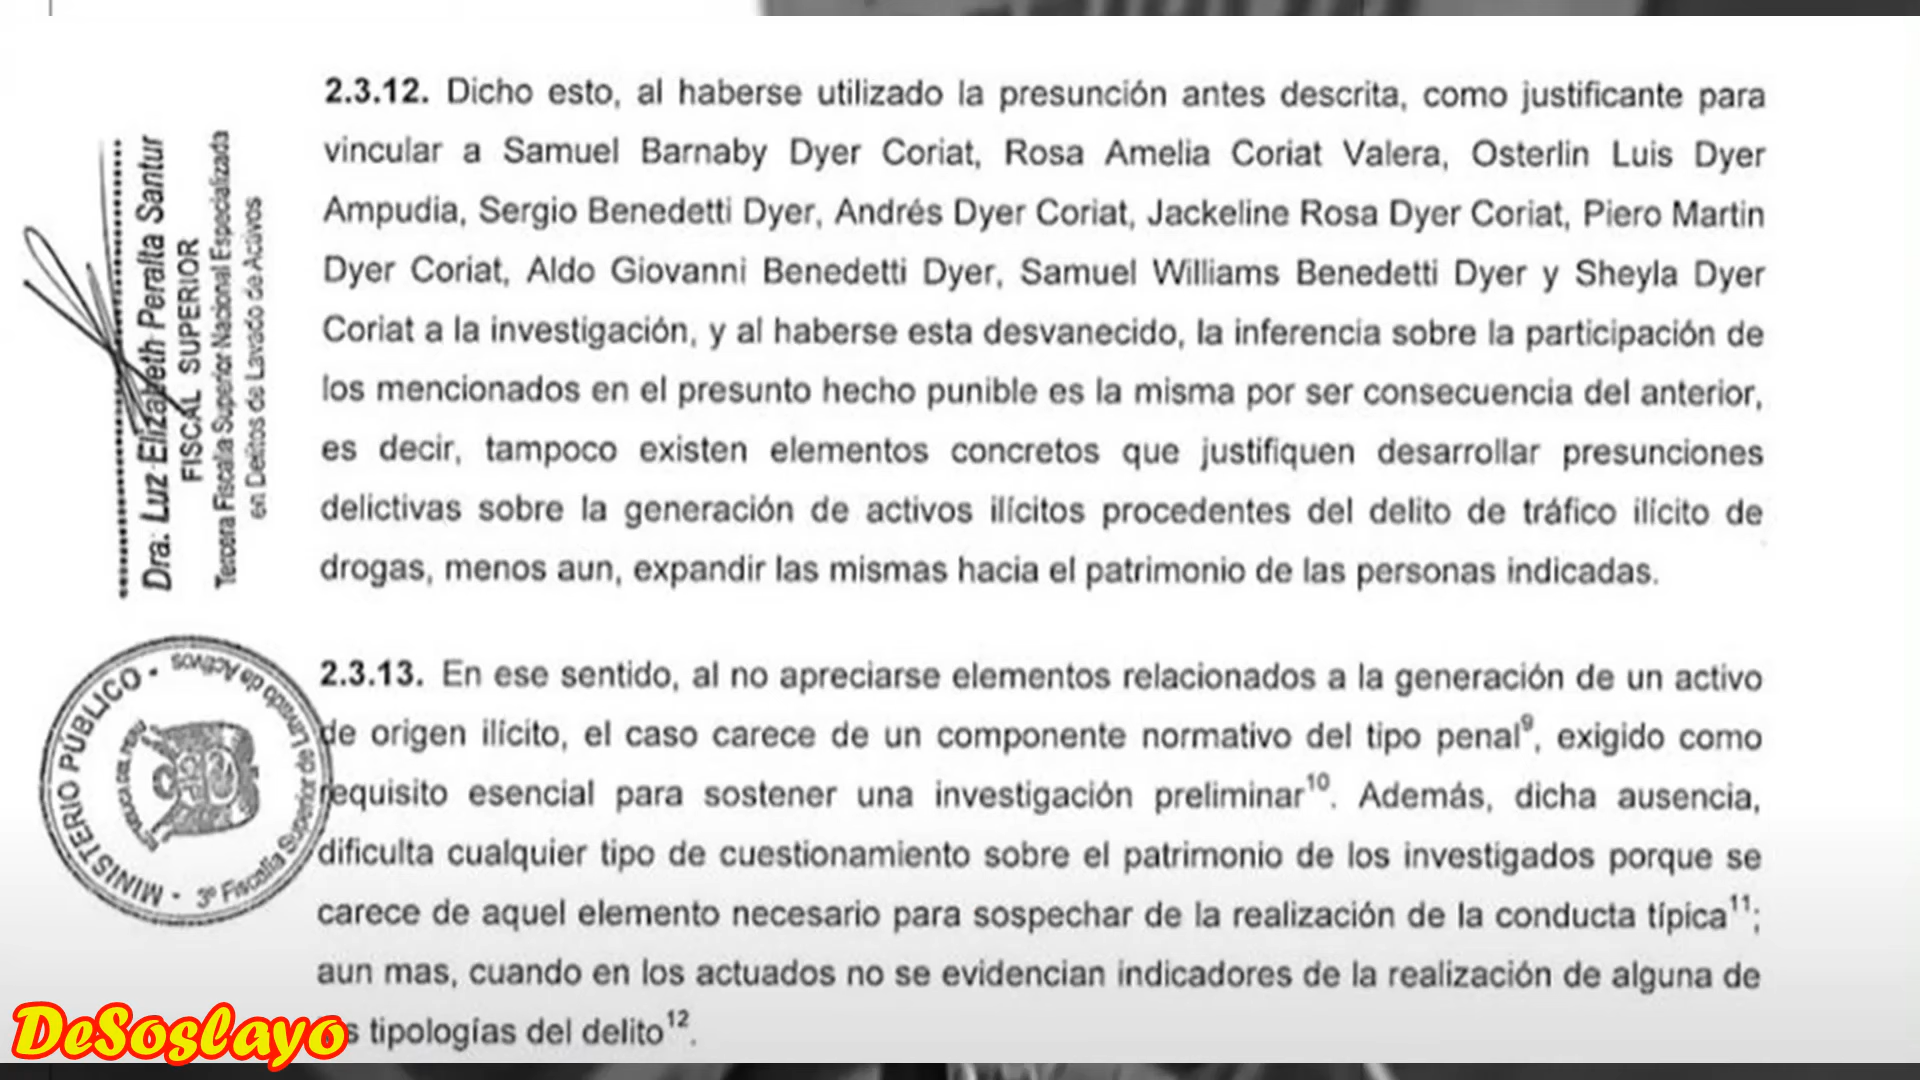 2.3.12. Dicho esto, al haberse utilizado la presunción antes descrita, como justificante para
vincular a Samuel Barnaby Dyer Coriat, Rosa Amelia Coriat Valera, Osterlin Luis Dyer
Ampudia, Sergio Benedetti Dyer, Andrés Dyer Coriat, Jackeline Rosa Dyer Coriat, Piero Martin
Dyer Coriat, Aldo Giovanni Benedetti Dyer, Samuel Williams Benedetti Dyer y Sheyla Dyer
Coriat a la investigación, y al haberse esta desvanecido, la inferencia sobre la participación de
los mencionados en el presunto hecho punible es la misma por ser consecuencia del anterior,
es decir, tampoco existen elementos concretos que justifiquen desarrollar presunciones
delictivas sobre la generación de activos ilícitos procedentes del delito de tráfico ilícito de
drogas, menos aun, expandir las mismas hacia el patrimonio de las personas indicadas.
2.3.13. En ese sentido, al no apreciarse elementos relacionados a la generación de un activo
de origen ilícito, el caso carece de un componente normativo del tipo penal⁹, exigido como
requisito esencial para sostener una investigación preliminar¹⁰. Además, dicha ausencia,
dificulta cualquier tipo de cuestionamiento sobre el patrimonio de los investigados porque se
carece de aquel elemento necesario para sospechar de la realización de la conducta típica¹¹;
aun mas, cuando en los actuados no se evidencian indicadores de la realización de alguna de
tipologías del delito¹².
Dra. Luz Elizabeth Peralta Santur
FISCAL SUPERIOR
Tercera Fiscalía Superior Nacional Especializada
en Delitos de Lavado de Activos
MINISTERIO PÚBLICO
3º Fiscalía Superior de Lavado de Activos
REPUBLICA DEL PERU
DeSoslayo